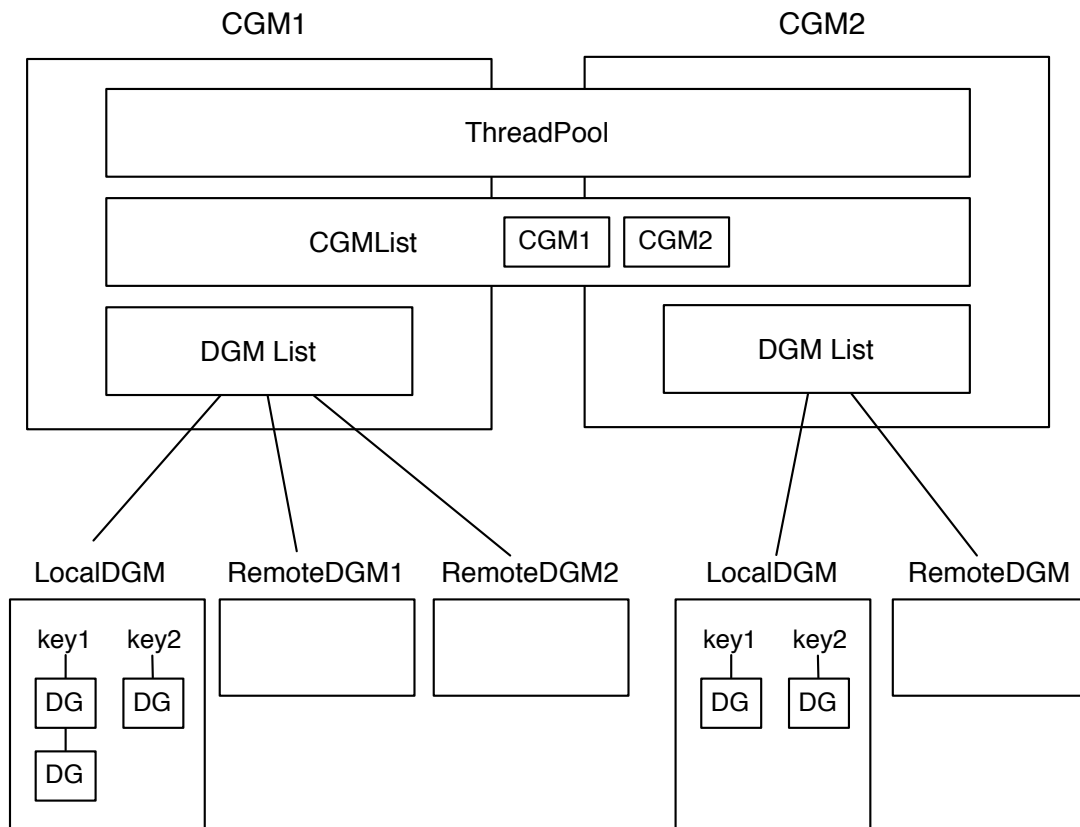 CGM1
CGM2
ThreadPool
CGMList
CGM1
CGM2
DGM List
DGM List
LocalDGM
RemoteDGM1
RemoteDGM2
LocalDGM
RemoteDGM
key1
key2
key1
key2
DG
DG
DG
DG
DG